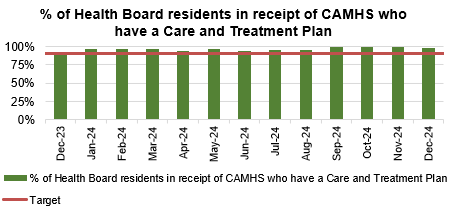 % of Health Board residents in receipt of CAMHS who
have a Care and Treatment Plan
100%
75%
50%
25%
0%
Dec-23
Jan-24
Feb-24
Mar-24
Apr-24
May-24
Jun-24
Jul-24
Aug-24
Sep-24
Oct-24
Nov-24
Dec-24
% of Health Board residents in receipt of CAMHS who have a Care and Treatment Plan
Target